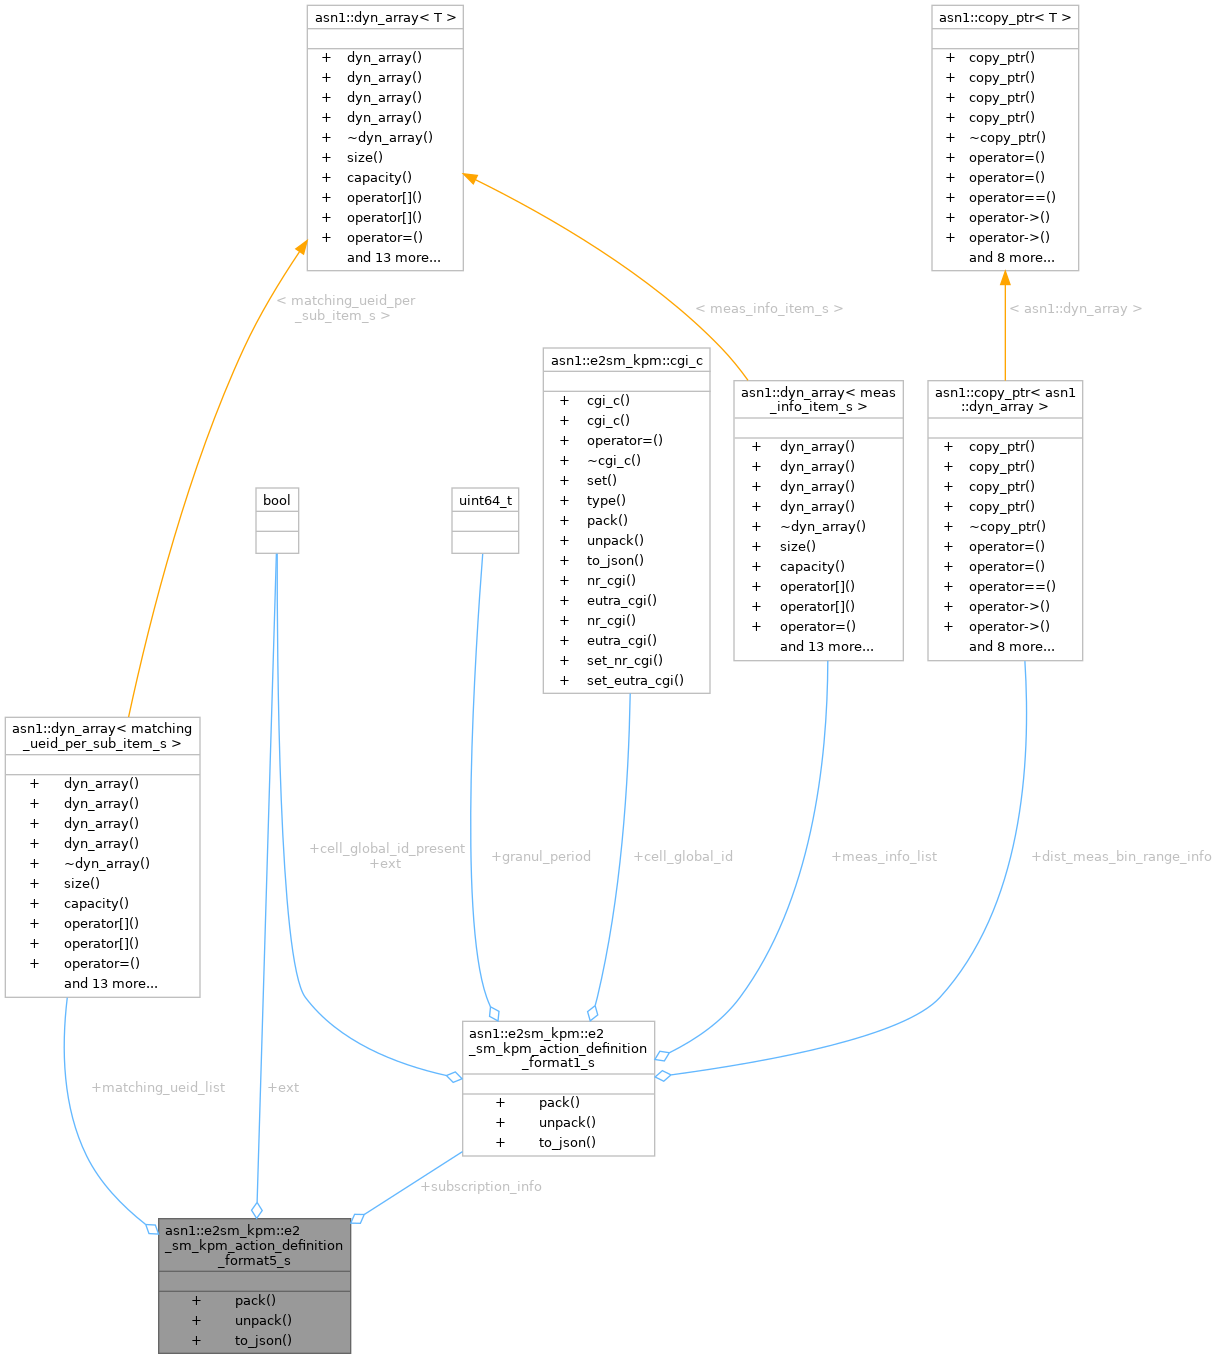 asn1::dyn_array< T >
+ dyn_array()
+ dyn_array()
+ dyn_array()
+ dyn_array()
+ ~dyn_array()
+ size()
+ capacity()
+ operator[]()
+ operator[]()
+ operator=()
and 13 more...
asn1::copy_ptr< T >
+ copy_ptr()
+ copy_ptr()
+ copy_ptr()
+ copy_ptr()
+ ~copy_ptr()
+ operator=()
+ operator=()
+ operator==()
+ operator->()
+ operator->()
and 8 more...
< matching_ueid_per
_sub_item_s >
< meas_info_item_s >
< asn1::dyn_array >
asn1::e2sm_kpm::cgi_c
+ cgi_c()
+ cgi_c()
+ operator=()
+ ~cgi_c()
+ set()
+ type()
+ pack()
+ unpack()
+ to_json()
+ nr_cgi()
+ eutra_cgi()
+ nr_cgi()
+ eutra_cgi()
+ set_nr_cgi()
+ set_eutra_cgi()
asn1::dyn_array< meas
_info_item_s >
+ dyn_array()
+ dyn_array()
+ dyn_array()
+ dyn_array()
+ ~dyn_array()
+ size()
+ capacity()
+ operator[]()
+ operator[]()
+ operator=()
and 13 more...
asn1::copy_ptr< asn1
::dyn_array >
+ copy_ptr()
+ copy_ptr()
+ copy_ptr()
+ copy_ptr()
+ ~copy_ptr()
+ operator=()
+ operator=()
+ operator==()
+ operator->()
+ operator->()
and 8 more...
bool
uint64_t
asn1::dyn_array< matching
_ueid_per_sub_item_s >
+ dyn_array()
+ dyn_array()
+ dyn_array()
+ dyn_array()
+ ~dyn_array()
+ size()
+ capacity()
+ operator[]()
+ operator[]()
+ operator=()
and 13 more...
+cell_global_id_present
+ext
+granul_period
+cell_global_id
+meas_info_list
+dist_meas_bin_range_info
asn1::e2sm_kpm::e2
_sm_kpm_action_definition
_format1_s
+ pack()
+ unpack()
+ to_json()
+matching_ueid_list
+ext
+subscription_info
asn1::e2sm_kpm::e2
_sm_kpm_action_definition
_format5_s
+ pack()
+ unpack()
+ to_json()